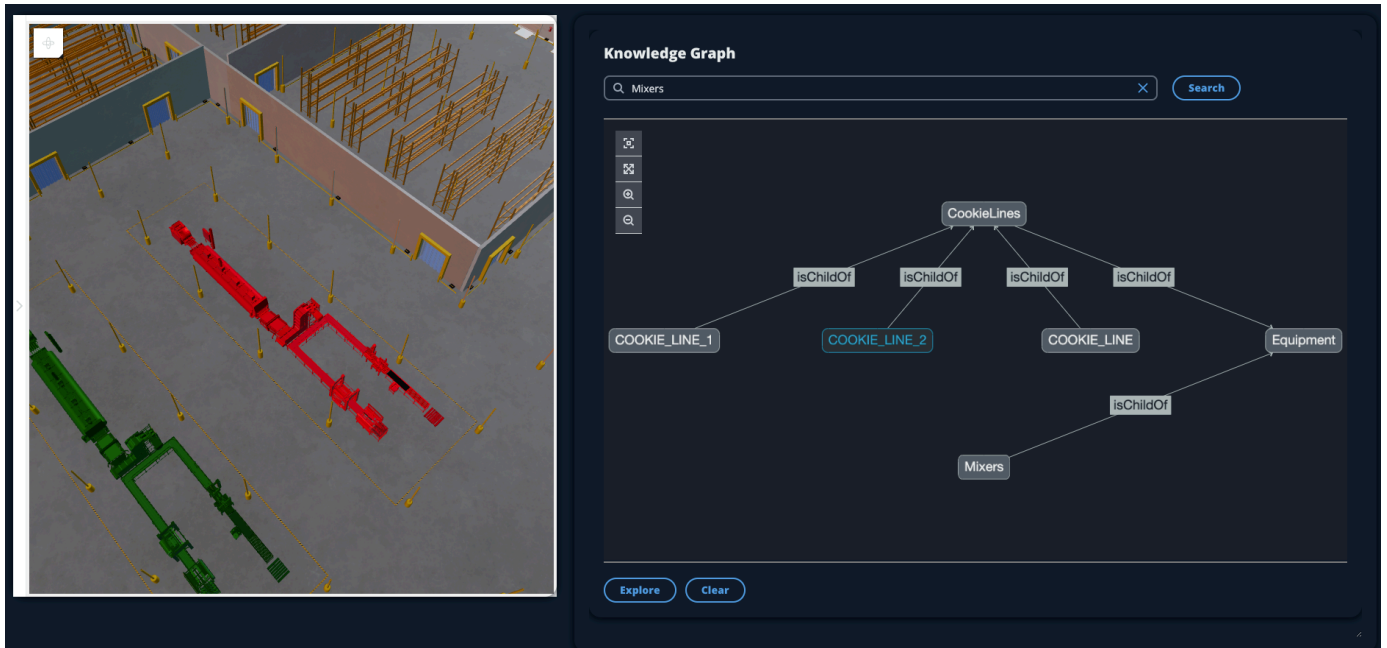 Knowledge Graph
Mixers
Search
CookieLines
isChildOf
isChildOf
isChildOf
isChildOf
COOKIE_LINE_1
COOKIE_LINE_2
COOKIE_LINE
Equipment
isChildOf
Mixers
Explore
Clear